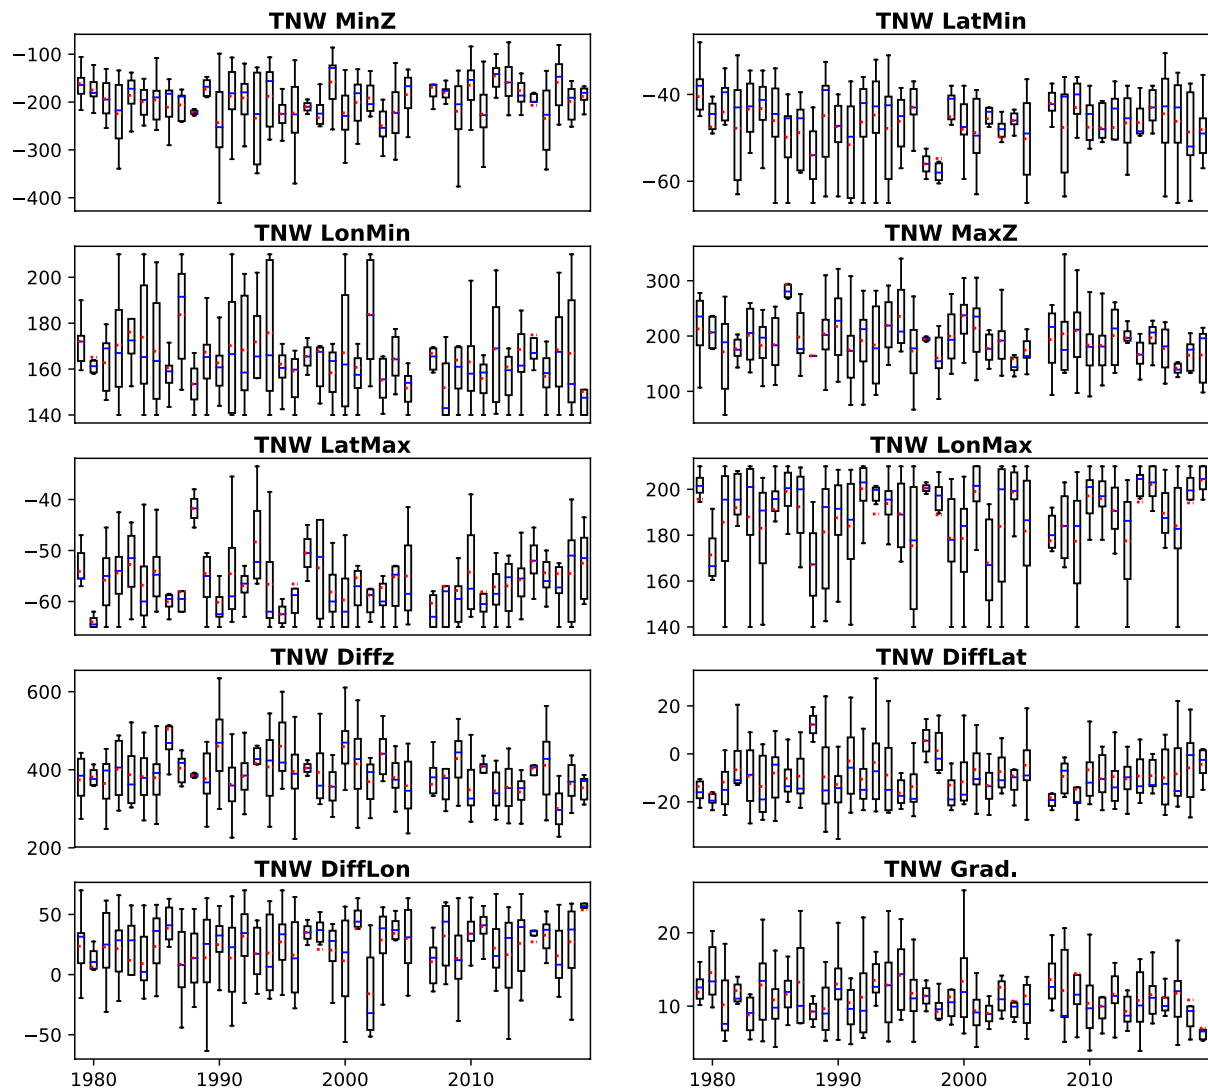 TNW MinZ
−100
−200
−300
−400
TNW LatMin
−40
−60
TNW LonMin
200
180
160
140
TNW MaxZ
300
200
100
TNW LatMax
−40
−50
−60
TNW LonMax
200
180
160
140
TNW Diffz
600
400
200
TNW DiffLat
20
0
−20
TNW DiffLon
50
0
−50
1980 1990 2000 2010
TNW Grad.
20
10
1980 1990 2000 2010